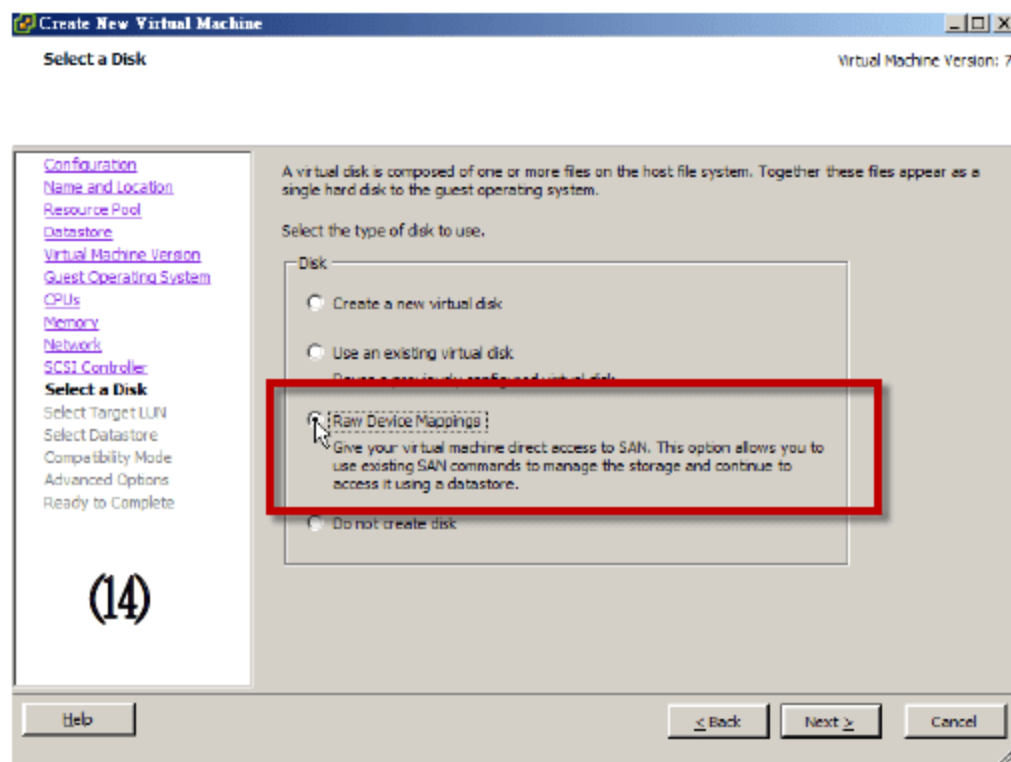 Create New Virtual Machine
Select a Disk
Virtual Machine Version: 7
Configuration
Name and Location
Resource Pool
Datastore
Virtual Machine Version
Guest Operating System
CPUs
Memory
Network
SCSI Controller
Select a Disk
Select Target LUN
Select Datastore
Compatibility Mode
Advanced Options
Ready to Complete
(14)
A virtual disk is composed of one or more files on the host file system. Together these files appear as a
single hard disk to the guest operating system.
Select the type of disk to use.
Disk
Create a new virtual disk
Use an existing virtual disk
Reuse a previously configured virtual disk.
Raw Device Mappings
Give your virtual machine direct access to SAN. This option allows you to
use existing SAN commands to manage the storage and continue to
access it using a datastore.
Do not create disk
Help
< Back
Next >
Cancel